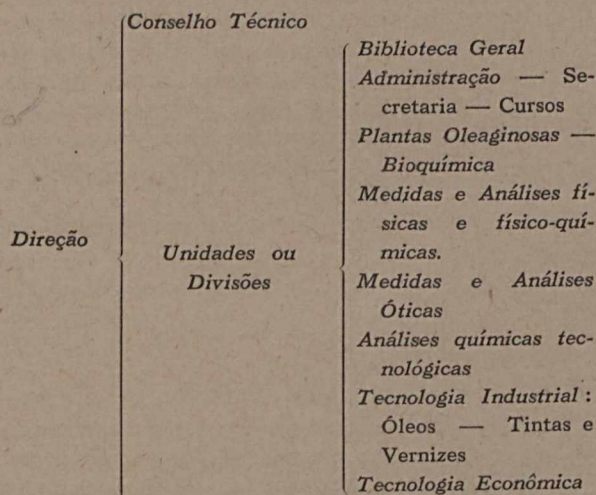 Conselho Técnico
Direção
Unidades ou
Divisões
Biblioteca Geral
Administração — Se-
cretaria — Cursos
Plantas Oleaginosas —
Bioquímica
Medidas e Análises fí-
sicas e físico-quí-
micas.
Medidas e Análises
Óticas
Análises químicas tec-
nológicas
Tecnologia Industrial :
Óleos — Tintas e
Vernizes
Tecnologia Econômica